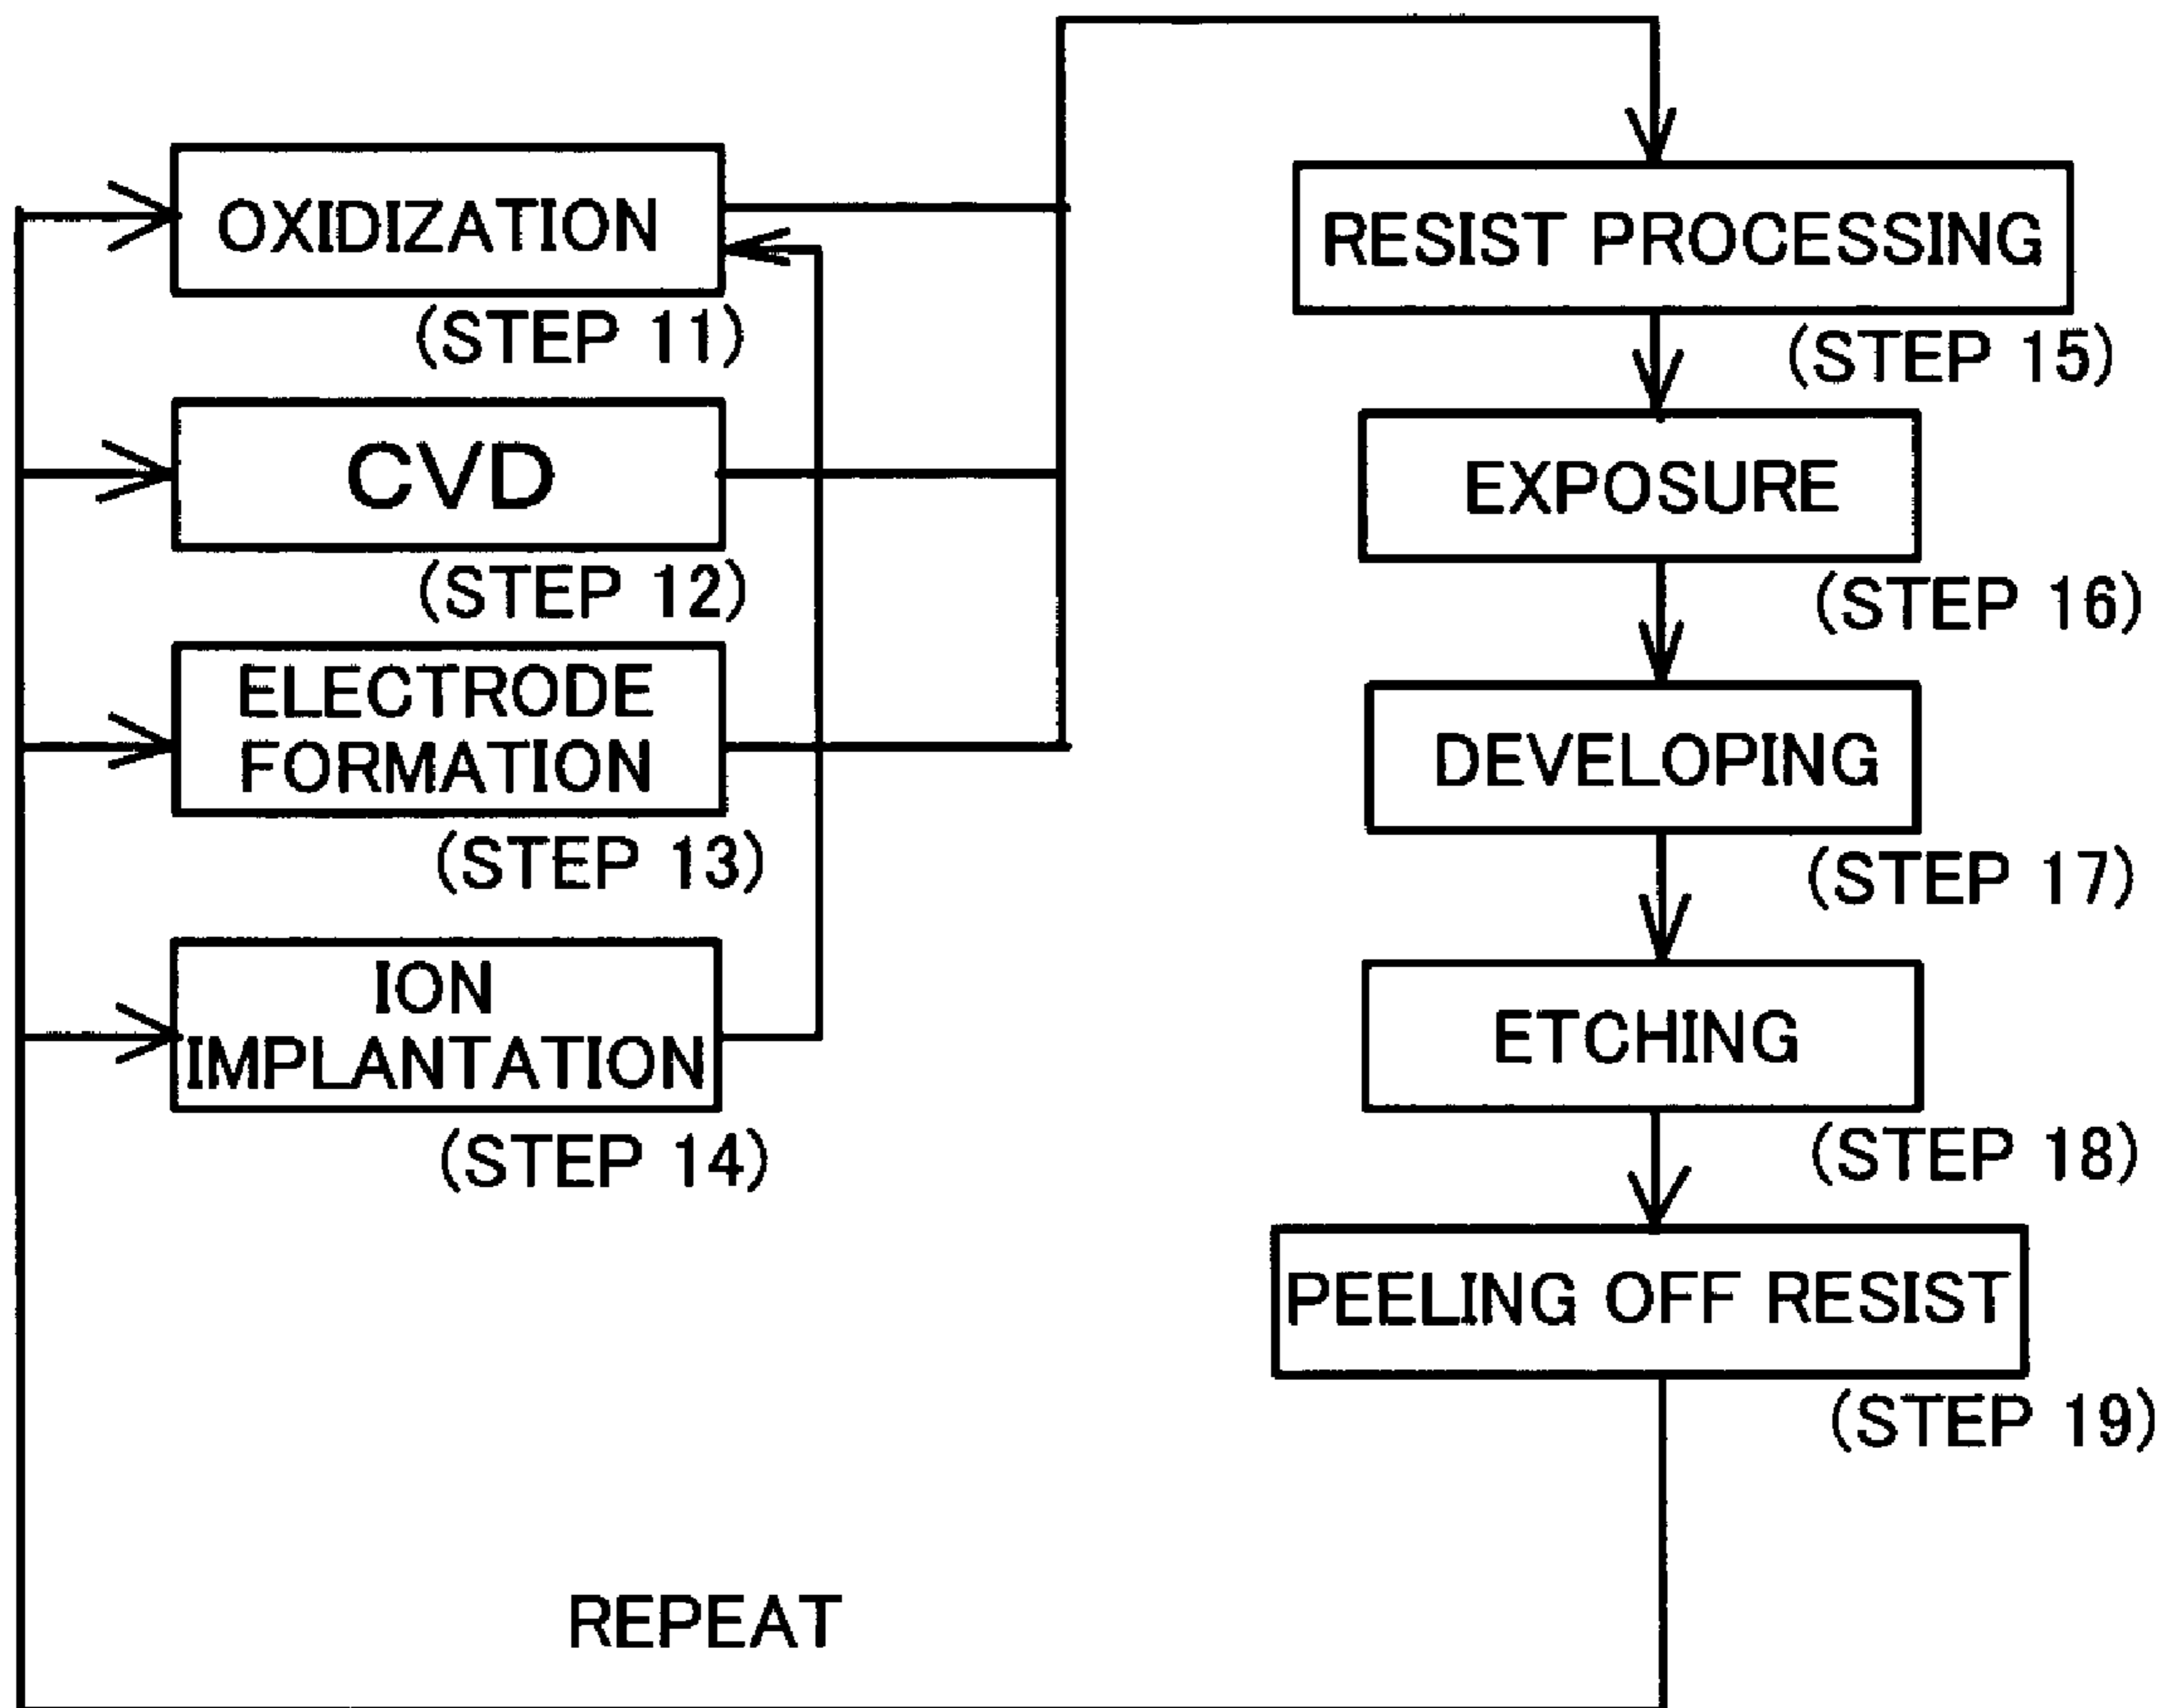 OXIDIZATION
(STEP 11)
CVD
(STEP 12)
ELECTRODE
FORMATION
(STEP 13)
ION
IMPLANTATION
(STEP 14)
RESIST PROCESSING
(STEP 15)
EXPOSURE
(STEP 16)
DEVELOPING
(STEP 17)
ETCHING
(STEP 18)
PEELING OFF RESIST
(STEP 19)
REPEAT